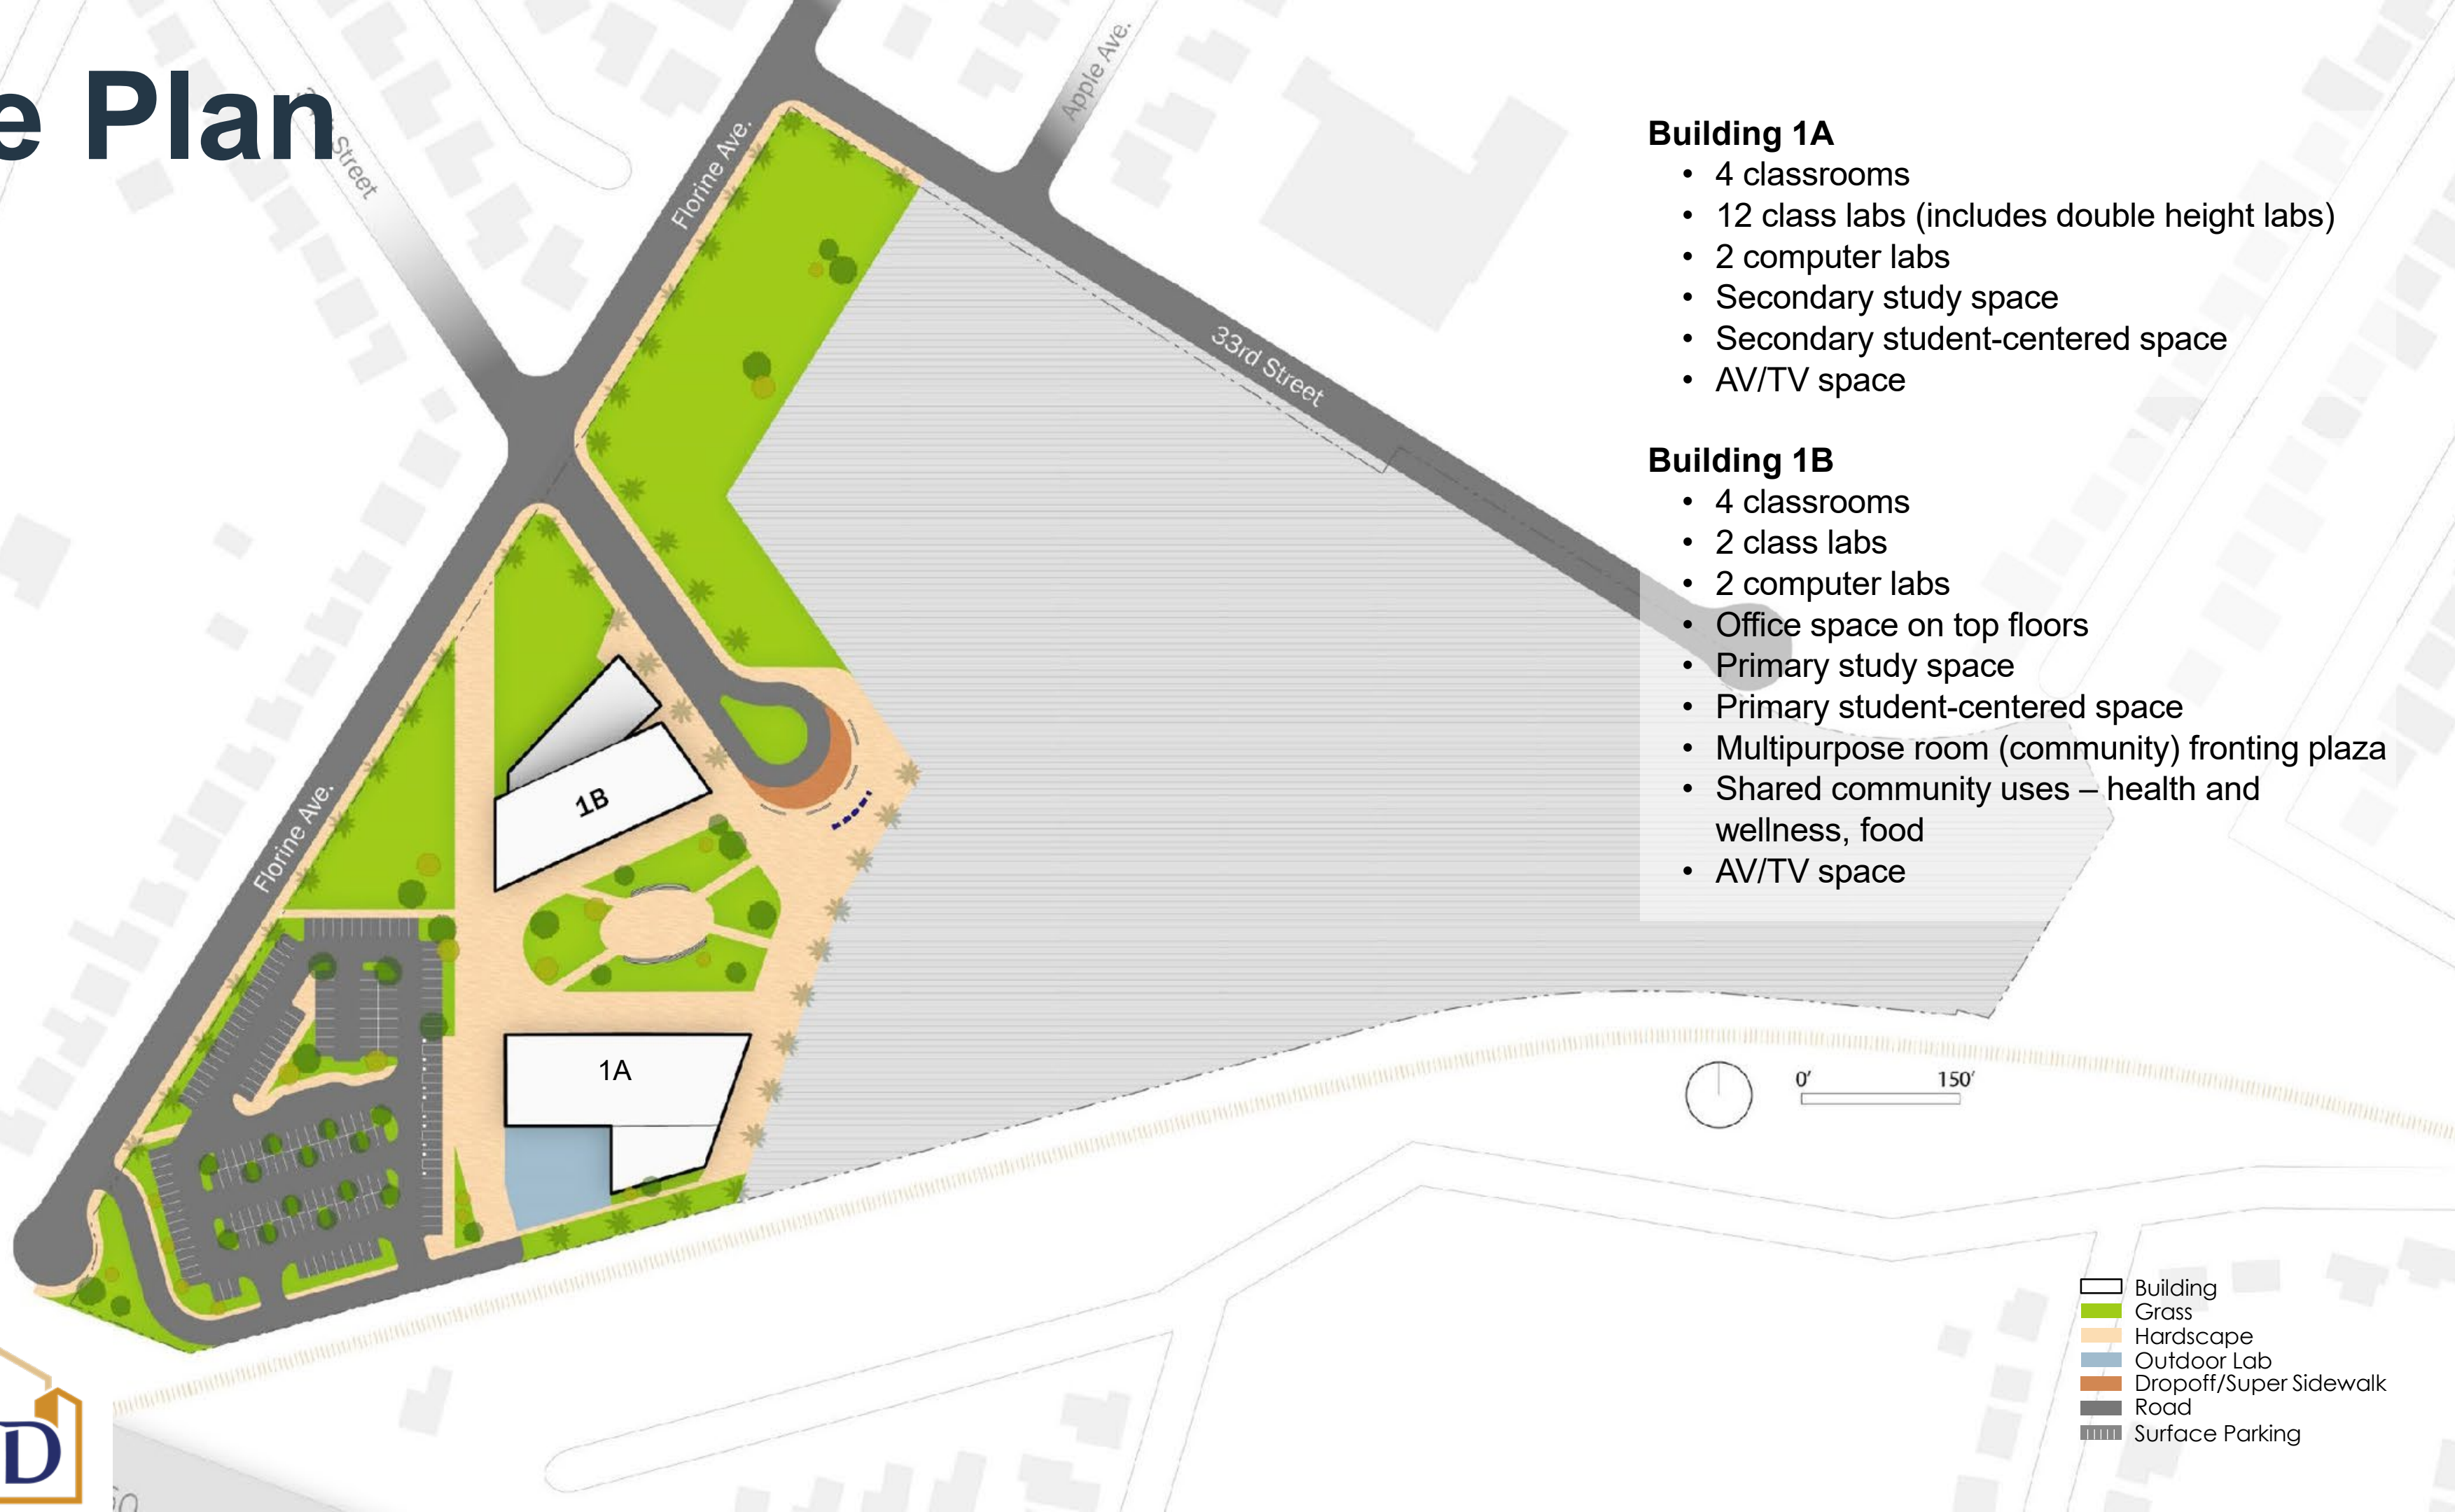 e Plan
Street
Florine Ave.
Apple Ave.
33rd Street
Building 1A
• 4 classrooms
• 12 class labs (includes double height labs)
• 2 computer labs
• Secondary study space
• Secondary student-centered space
• AV/TV space
Building 1B
• 4 classrooms
• 2 class labs
• 2 computer labs
• Office space on top floors
• Primary study space
• Primary student-centered space
• Multipurpose room (community) fronting plaza
• Shared community uses – health and
wellness, food
• AV/TV space
1B
Florine Ave.
1A
0' 150'
Building
Grass
Hardscape
Outdoor Lab
Dropoff/Super Sidewalk
Road
Surface Parking
D